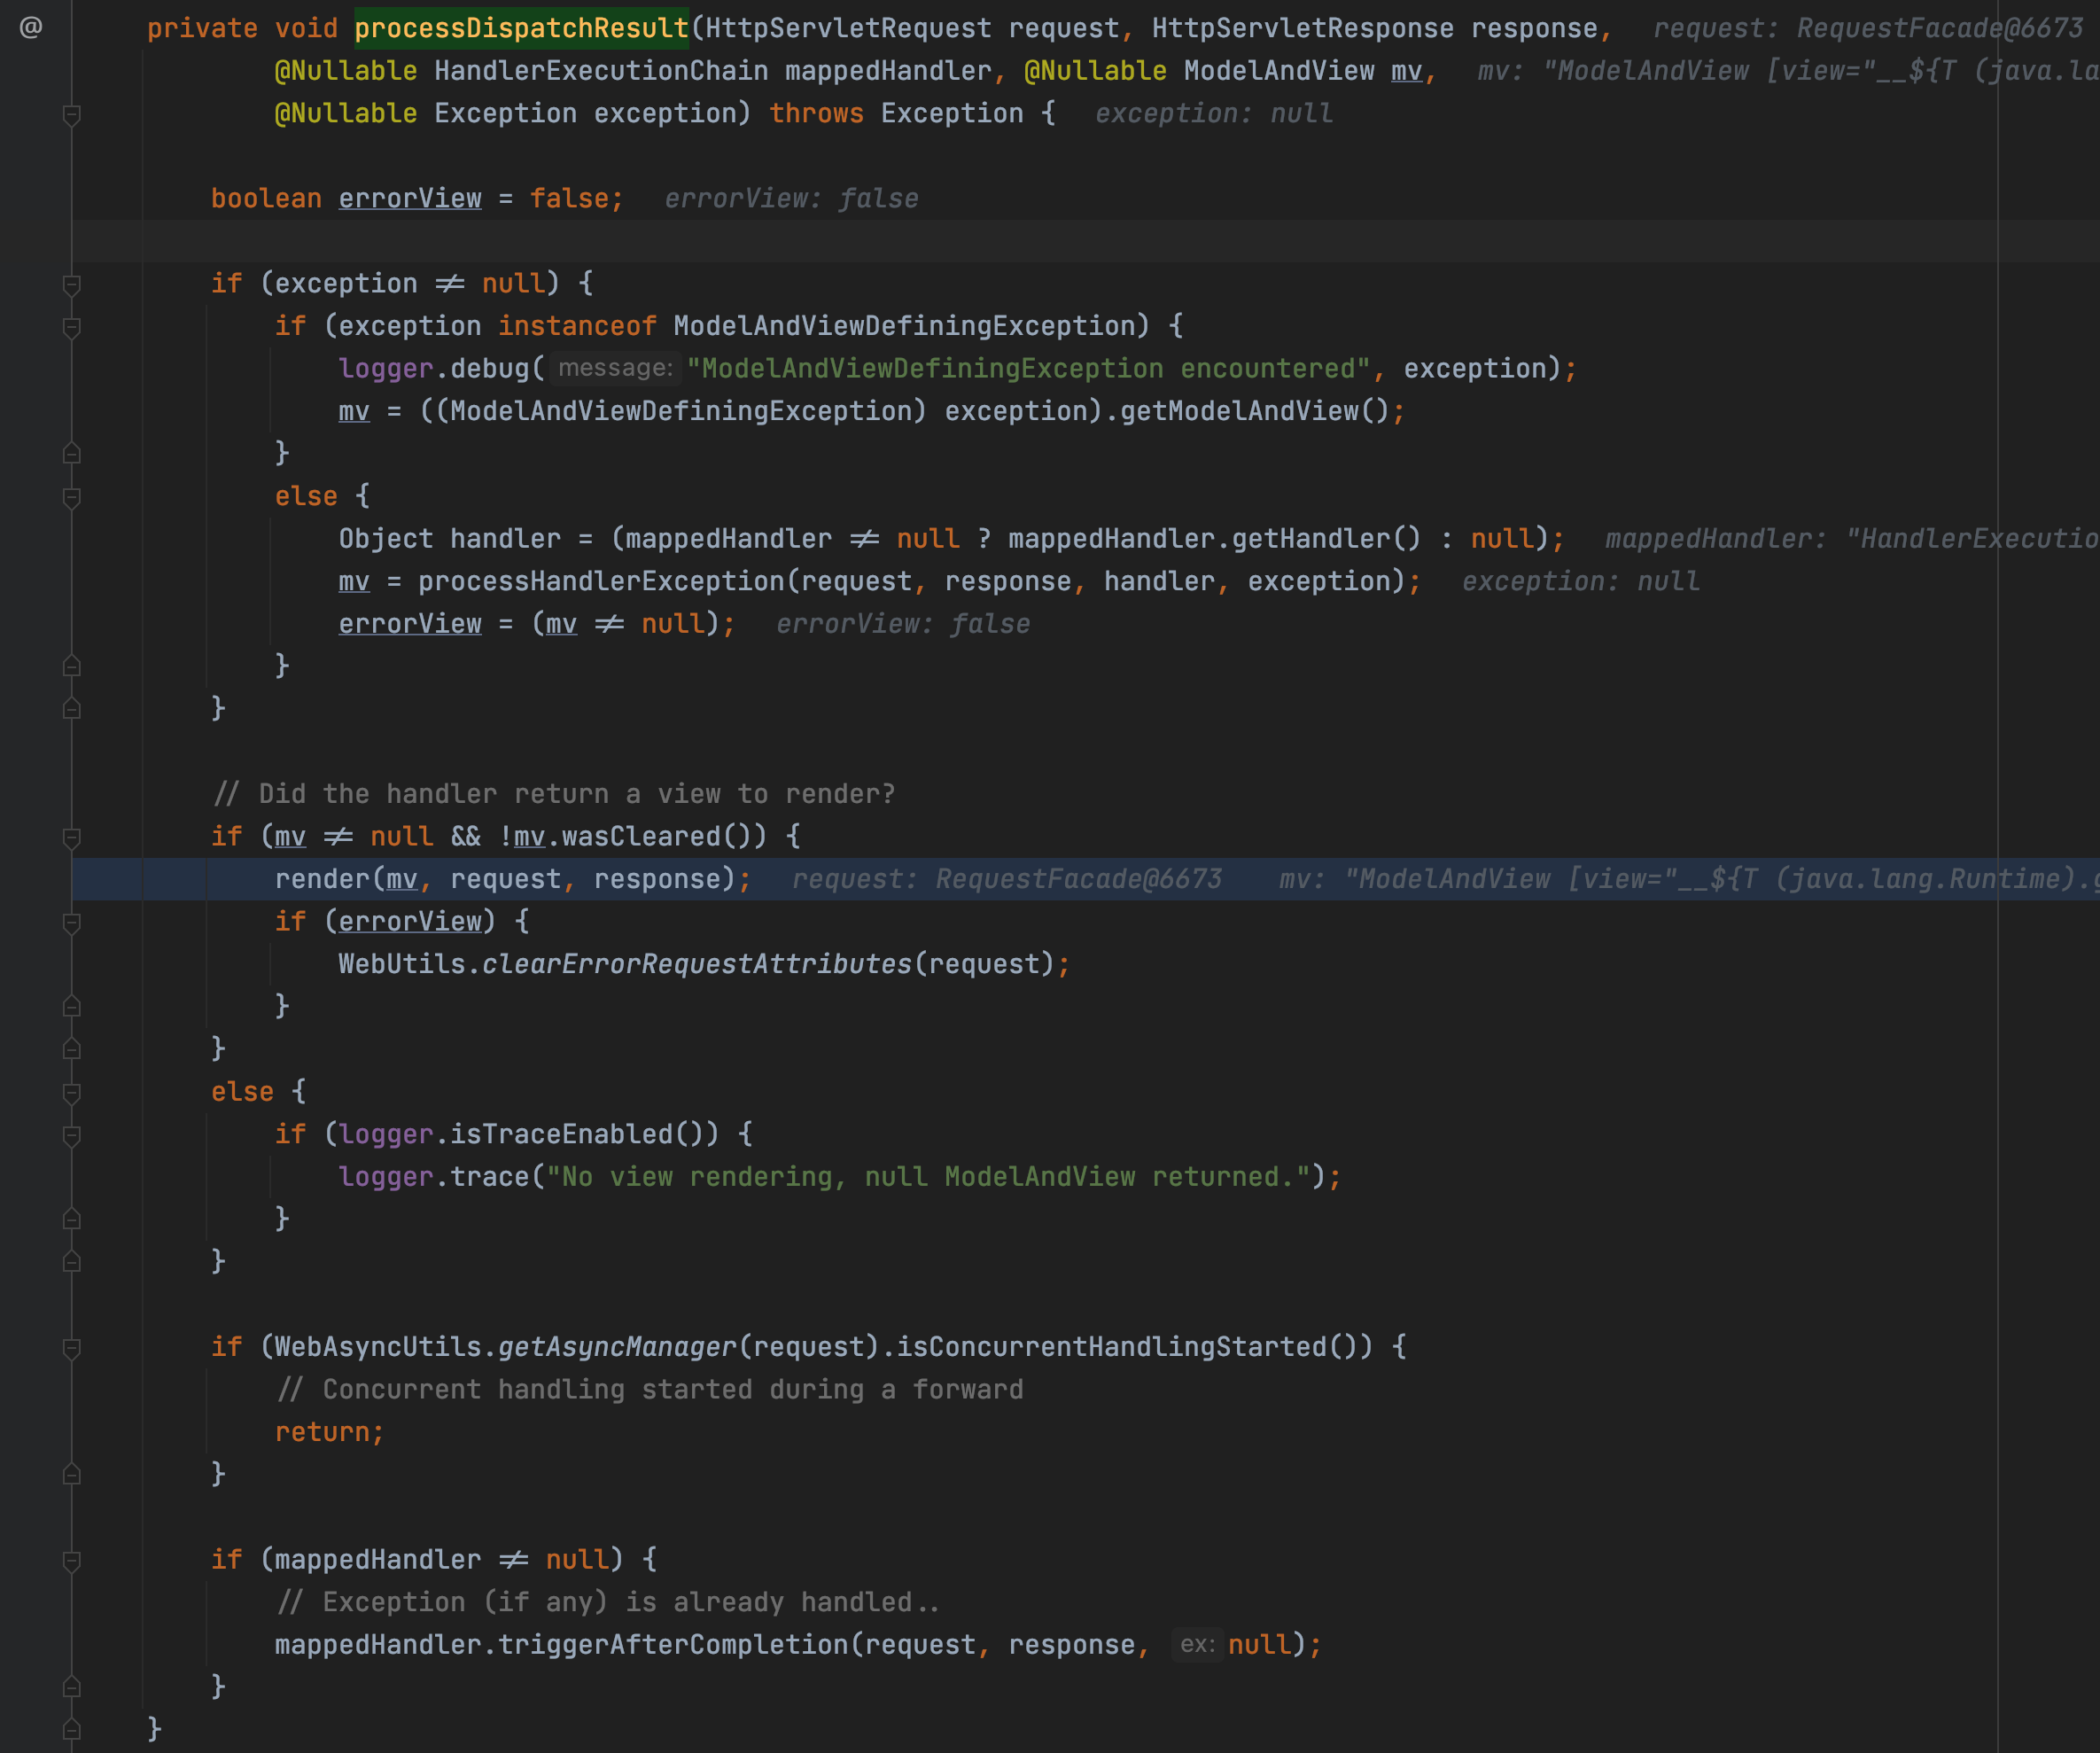 @ private void processDispatchResult(HttpServletRequest request, HttpServletResponse response, request: RequestFacade@6673
@Nullable HandlerExecutionChain mappedHandler, @Nullable ModelAndView mv, mv: "ModelAndView [view="__${T (java.la
@Nullable Exception exception) throws Exception { exception: null
boolean errorView = false; errorView: false
if (exception ≠ null) {
if (exception instanceof ModelAndViewDefiningException) {
logger.debug( message: "ModelAndViewDefiningException encountered", exception);
mv = ((ModelAndViewDefiningException) exception).getModelAndView();
}
else {
Object handler = (mappedHandler ≠ null ? mappedHandler.getHandler() : null); mappedHandler: "HandlerExecutio
mv = processHandlerException(request, response, handler, exception); exception: null
errorView = (mv ≠ null); errorView: false
}
}
// Did the handler return a view to render?
if (mv ≠ null && !mv.wasCleared()) {
render(mv, request, response); request: RequestFacade@6673 mv: "ModelAndView [view="__${T (java.lang.Runtime).g
if (errorView) {
WebUtils.clearErrorRequestAttributes(request);
}
}
else {
if (logger.isTraceEnabled()) {
logger.trace("No view rendering, null ModelAndView returned.");
}
}
if (WebAsyncUtils.getAsyncManager(request).isConcurrentHandlingStarted()) {
// Concurrent handling started during a forward
return;
}
if (mappedHandler ≠ null) {
// Exception (if any) is already handled..
mappedHandler.triggerAfterCompletion(request, response, ex: null);
}
}